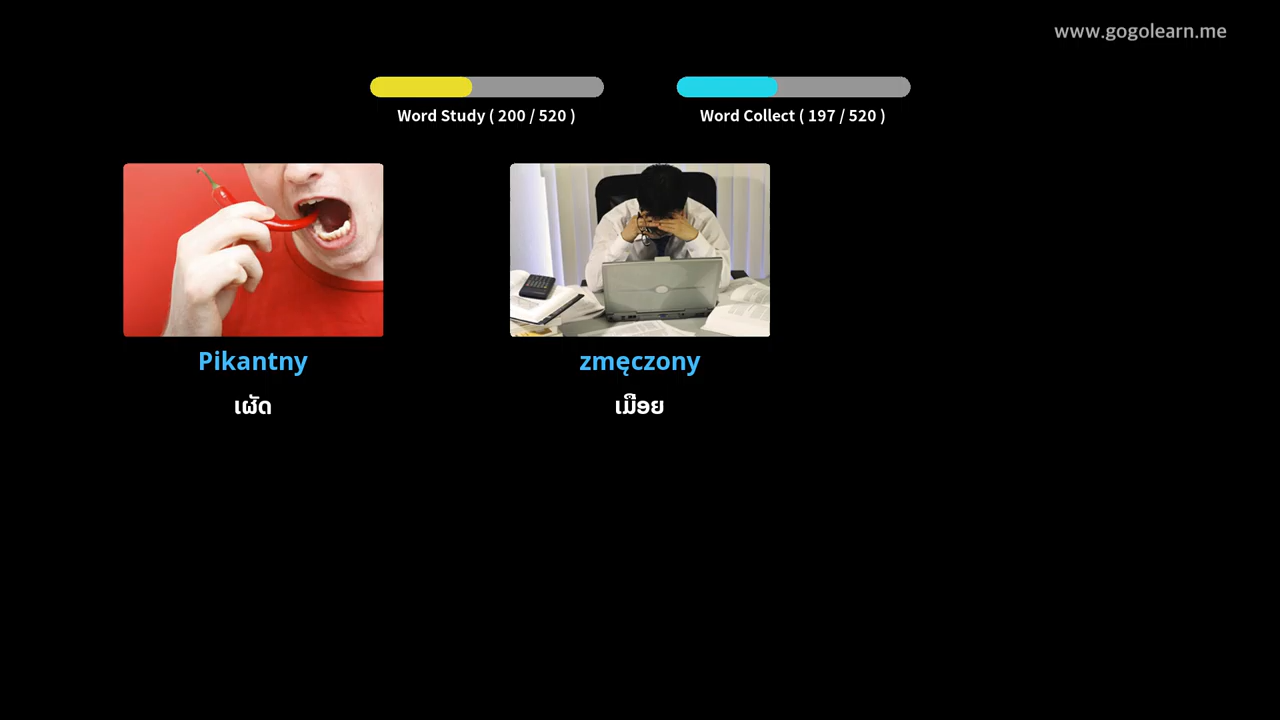 www.gogolearn.me
Word Study ( 200 / 520 )
Word Collect ( 197 / 520 )
Pikantny
ເຜັດ
zmęczony
ເມື່ອຍ